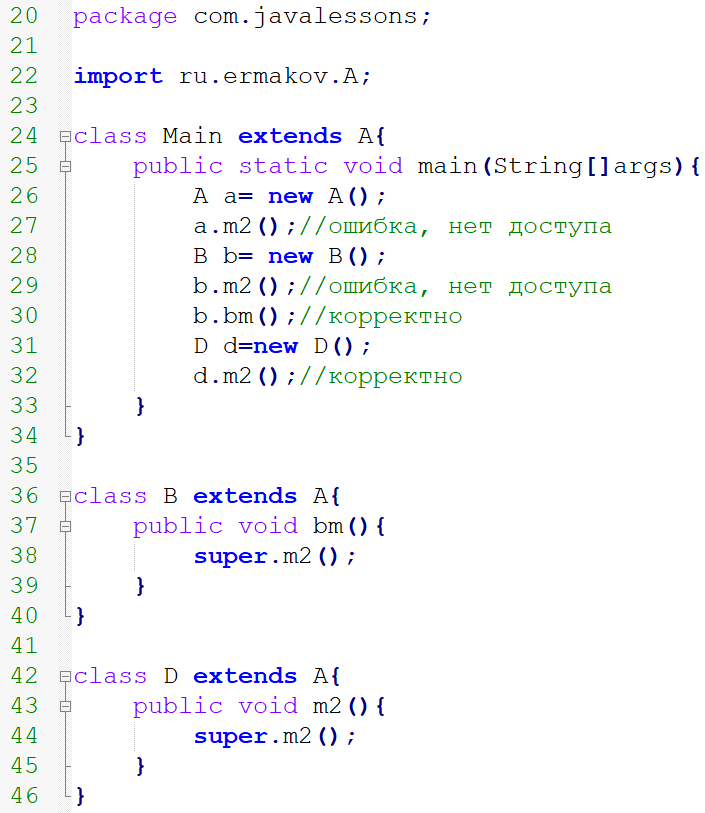 20 package com.javalessons;
21
22 import ru.ermakov.A;
23
24 class Main extends A{
25     public static void main(String[]args){
26         A a= new A();
27         a.m2();//ошибка, нет доступа
28         B b= new B();
29         b.m2();//ошибка, нет доступа
30         b.bm();//корректно
31         D d=new D();
32         d.m2();//корректно
33     }
34 }
35
36 class B extends A{
37     public void bm(){
38         super.m2();
39     }
40 }
41
42 class D extends A{
43     public void m2(){
44         super.m2();
45     }
46 }